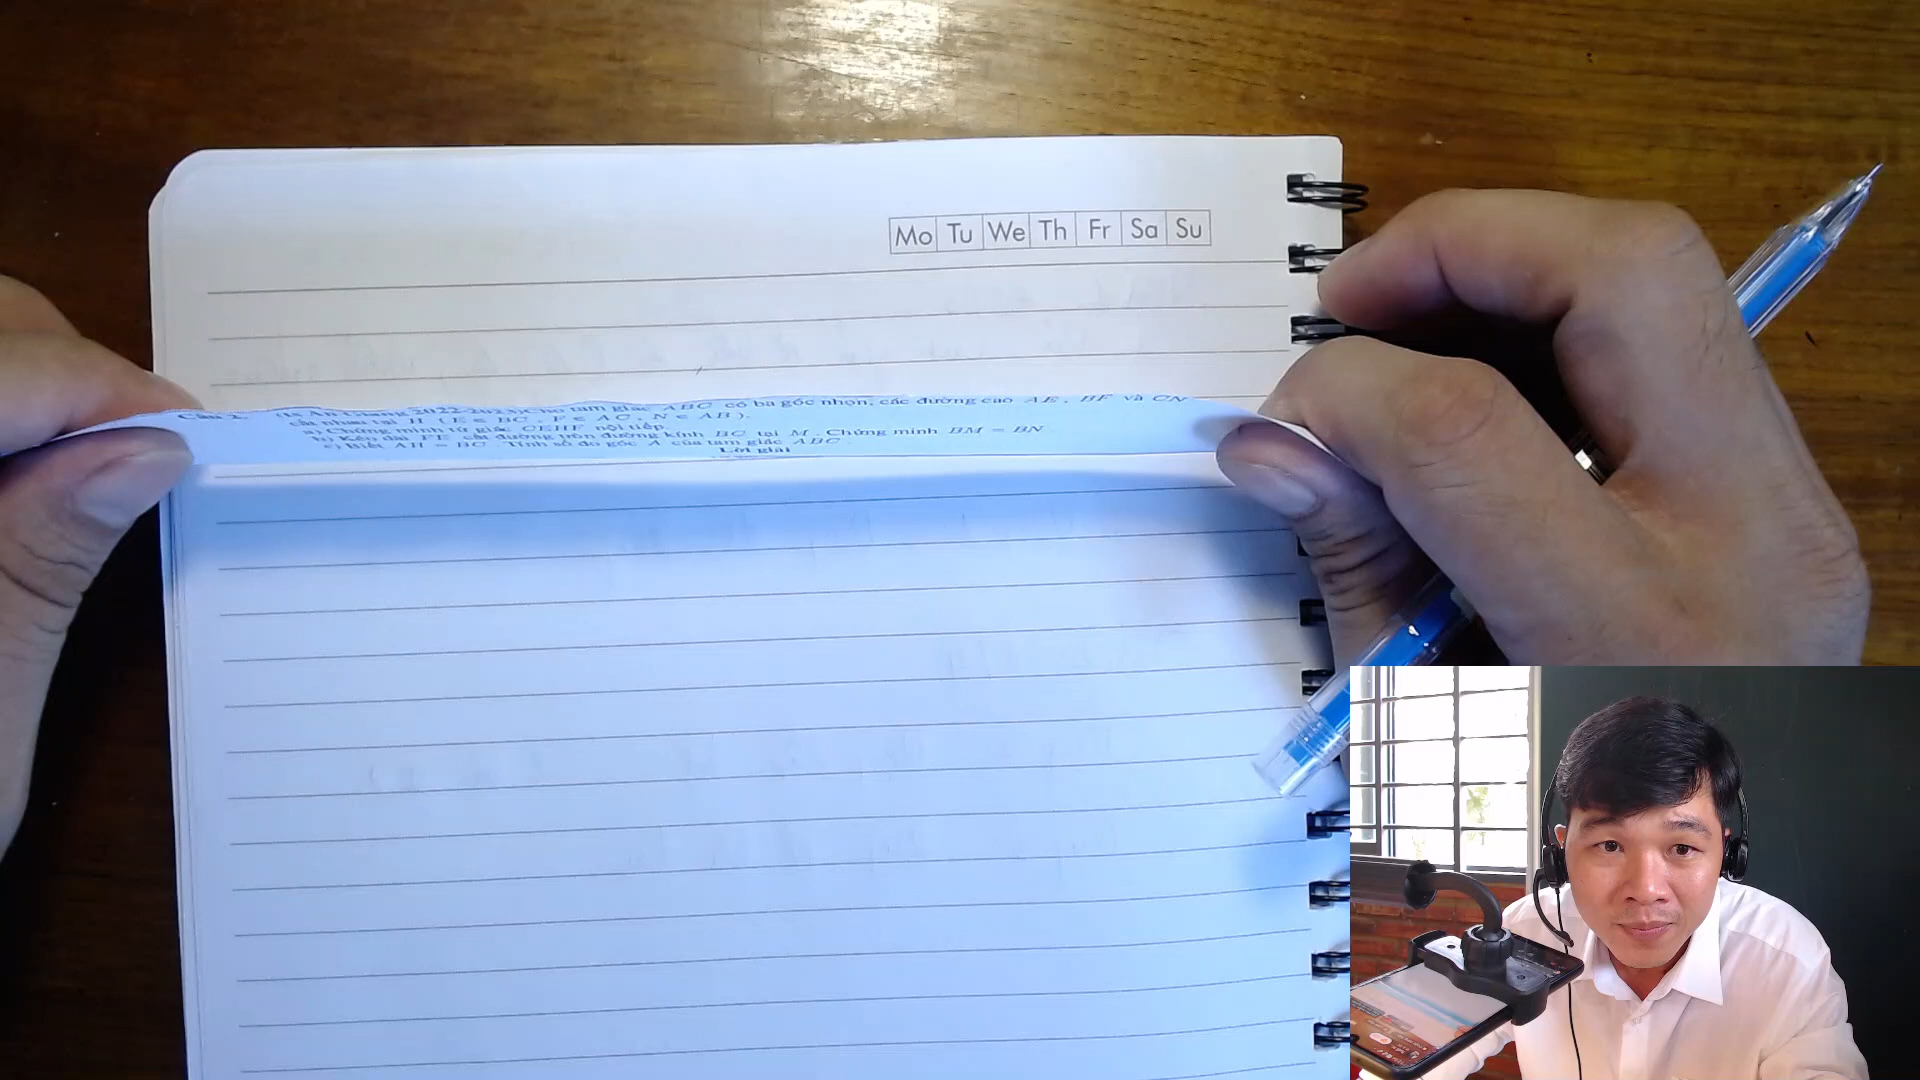 Mo Tu We Th Fr Sa Su
Câu 2. (ts An Giang 2022-2023)Cho tam giác ABC có ba góc nhọn, các đường cao AE , BF và CN
cắt nhau tại H (E ∈ BC , F ∈ AC , N ∈ AB ).
a) Chứng minh tứ giác CEHF nội tiếp.
b) Kéo dài FE cắt đường tròn đường kính BC tại M . Chứng minh BM = BN
c) Biết AH = BC . Tính số đo góc A của tam giác ABC
Lời giải